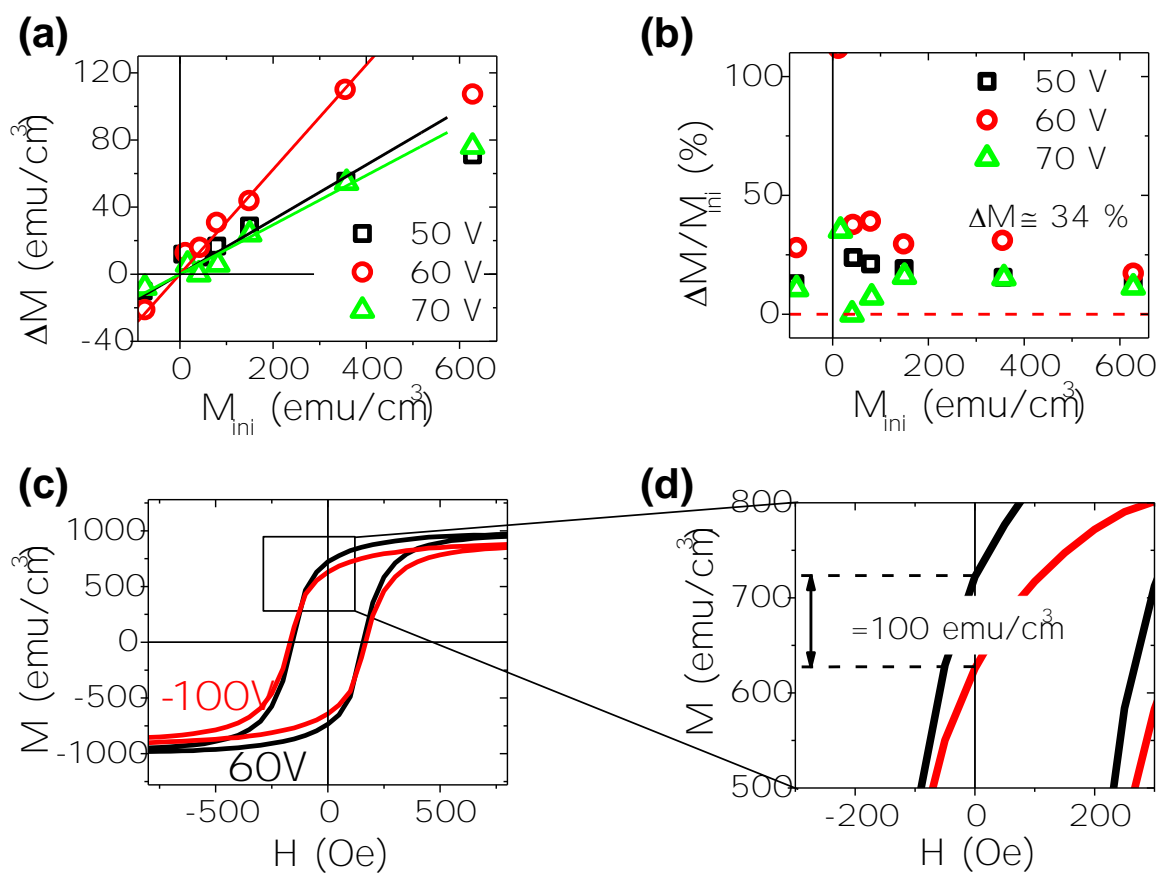 (a)
120
80
40
0
-40
ΔM (emu/cm³)
50 V
60 V
70 V
0 200 400 600
M_ini (emu/cm³)
(b)
100
50
0
ΔM/M_ini (%)
50 V
60 V
70 V
ΔM≅ 34 %
0 200 400 600
M_ini (emu/cm³)
(c)
1000
500
0
-500
-1000
M (emu/cm³)
-100V
60V
-500 0 500
H (Oe)
(d)
800
700
600
500
M (emu/cm³)
=100 emu/cm³
-200 0 200
H (Oe)